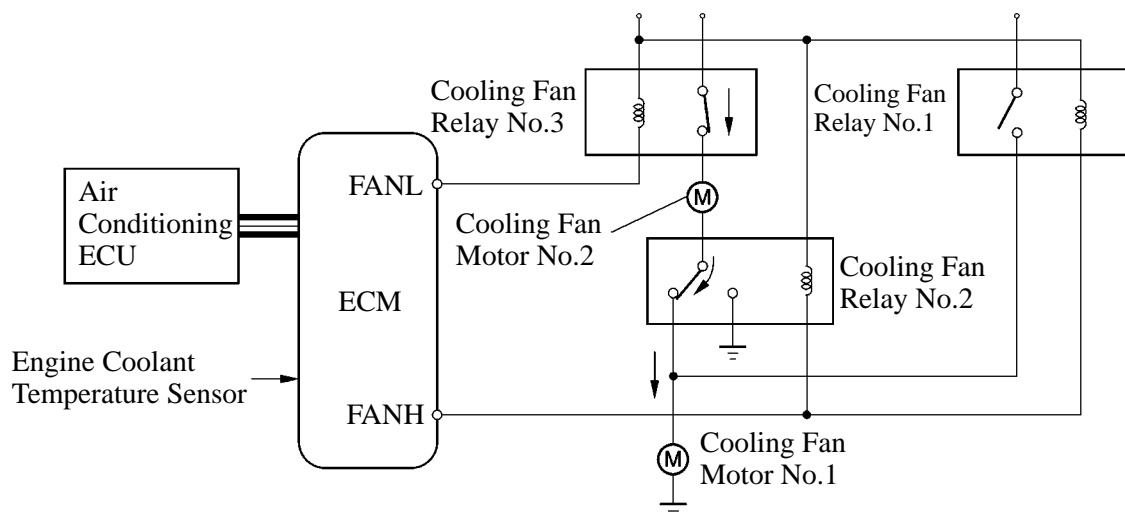 Cooling Fan
Relay No.3
Cooling Fan
Relay No.1
Air
Conditioning
ECU
FANL
M
Cooling Fan
Motor No.2
Cooling Fan
Relay No.2
ECM
Engine Coolant
Temperature Sensor
FANH
M
Cooling Fan
Motor No.1